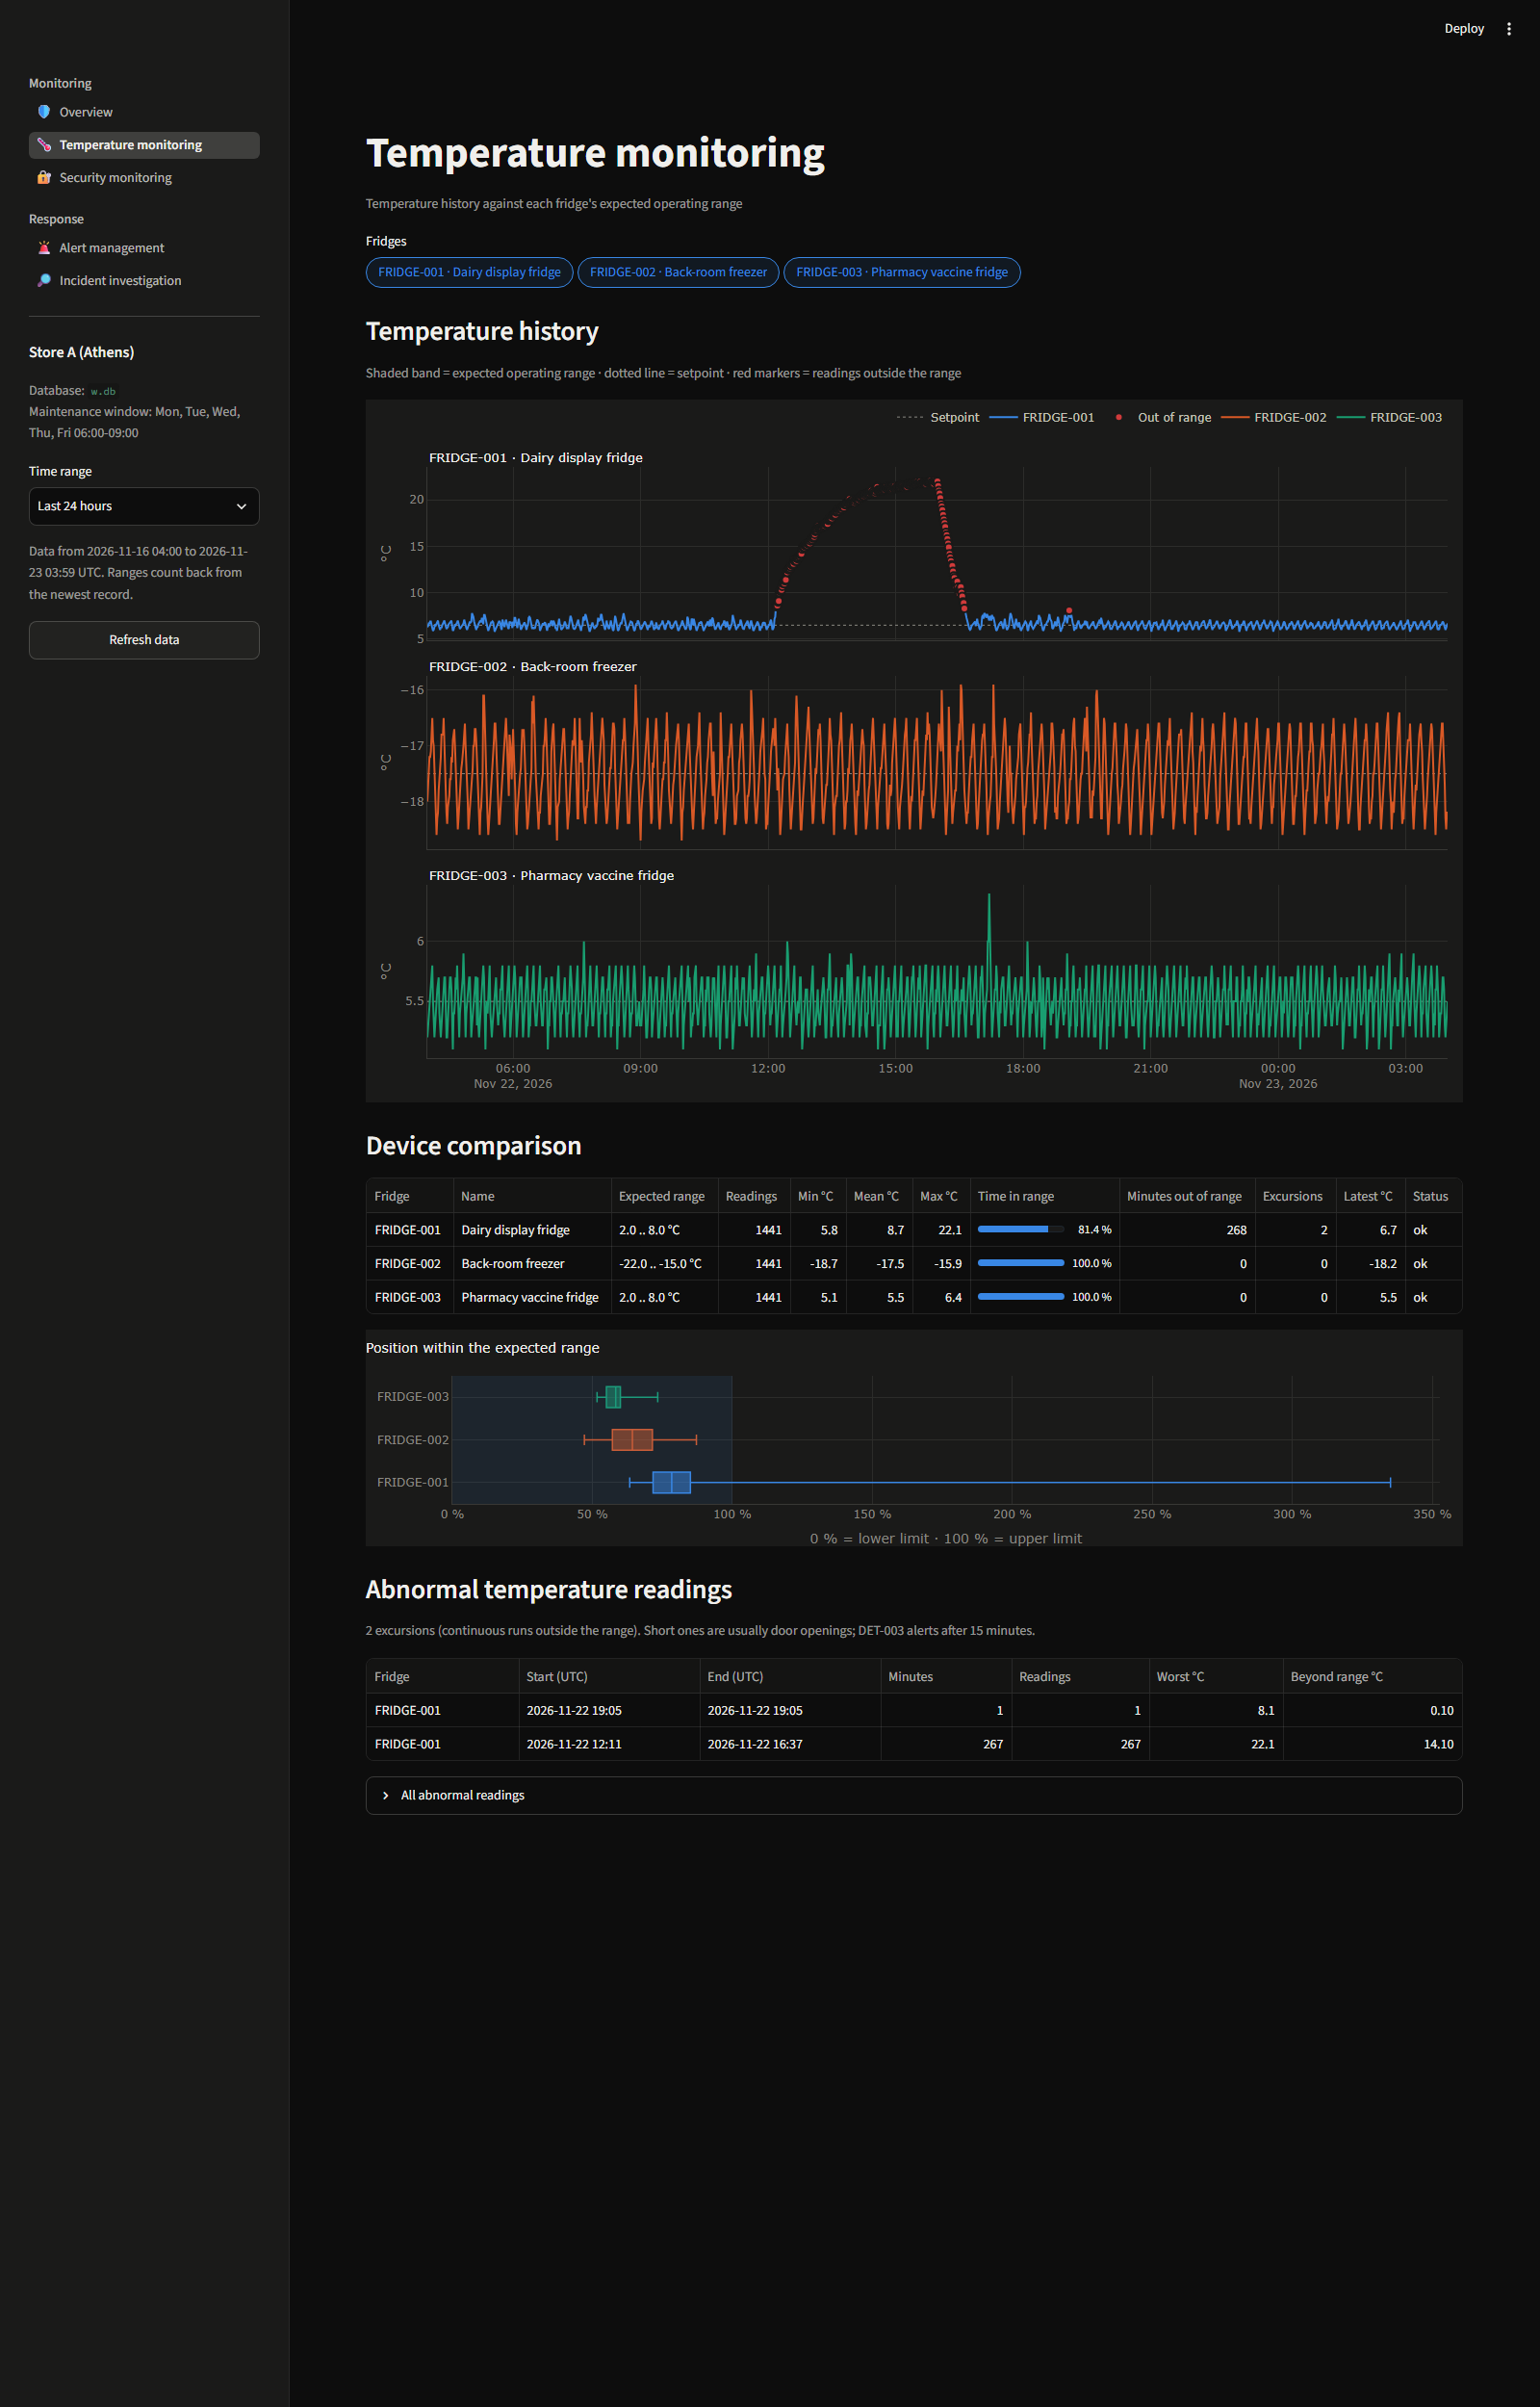 Deploy
Monitoring
Overview
Temperature monitoring
Security monitoring
Response
Alert management
Incident investigation
Store A (Athens)
Database: w.db
Maintenance window: Mon, Tue, Wed,
Thu, Fri 06:00-09:00
Time range
Last 24 hours
Data from 2026-11-16 04:00 to 2026-11-
23 03:59 UTC. Ranges count back from
the newest record.
Refresh data
Temperature monitoring
Temperature history against each fridge's expected operating range
Fridges
FRIDGE-001 · Dairy display fridge FRIDGE-002 · Back-room freezer FRIDGE-003 · Pharmacy vaccine fridge
Temperature history
Shaded band = expected operating range · dotted line = setpoint · red markers = readings outside the range
Setpoint FRIDGE-001 Out of range FRIDGE-002 FRIDGE-003
FRIDGE-001 · Dairy display fridge
20
15
10
5
°C
FRIDGE-002 · Back-room freezer
−16
−17
−18
°C
FRIDGE-003 · Pharmacy vaccine fridge
6
5.5
°C
06:00 09:00 12:00 15:00 18:00 21:00 00:00 03:00
Nov 22, 2026 Nov 23, 2026
Device comparison
Fridge Name Expected range Readings Min °C Mean °C Max °C Time in range Minutes out of range Excursions Latest °C Status
FRIDGE-001 Dairy display fridge 2.0 .. 8.0 °C 1441 5.8 8.7 22.1 81.4 % 268 2 6.7 ok
FRIDGE-002 Back-room freezer -22.0 .. -15.0 °C 1441 -18.7 -17.5 -15.9 100.0 % 0 0 -18.2 ok
FRIDGE-003 Pharmacy vaccine fridge 2.0 .. 8.0 °C 1441 5.1 5.5 6.4 100.0 % 0 0 5.5 ok
Position within the expected range
FRIDGE-003
FRIDGE-002
FRIDGE-001
0 % 50 % 100 % 150 % 200 % 250 % 300 % 350 %
0 % = lower limit · 100 % = upper limit
Abnormal temperature readings
2 excursions (continuous runs outside the range). Short ones are usually door openings; DET-003 alerts after 15 minutes.
Fridge Start (UTC) End (UTC) Minutes Readings Worst °C Beyond range °C
FRIDGE-001 2026-11-22 19:05 2026-11-22 19:05 1 1 8.1 0.10
FRIDGE-001 2026-11-22 12:11 2026-11-22 16:37 267 267 22.1 14.10
All abnormal readings